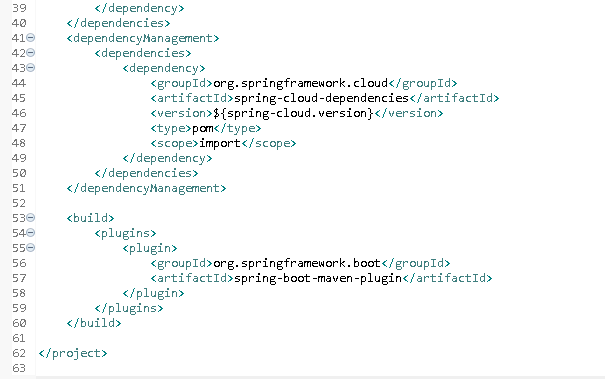 39         </dependency>
40     </dependencies>
41     <dependencyManagement>
42         <dependencies>
43             <dependency>
44                 <groupId>org.springframework.cloud</groupId>
45                 <artifactId>spring-cloud-dependencies</artifactId>
46                 <version>${spring-cloud.version}</version>
47                 <type>pom</type>
48                 <scope>import</scope>
49             </dependency>
50         </dependencies>
51     </dependencyManagement>
52
53     <build>
54         <plugins>
55             <plugin>
56                 <groupId>org.springframework.boot</groupId>
57                 <artifactId>spring-boot-maven-plugin</artifactId>
58             </plugin>
59         </plugins>
60     </build>
61
62 </project>
63